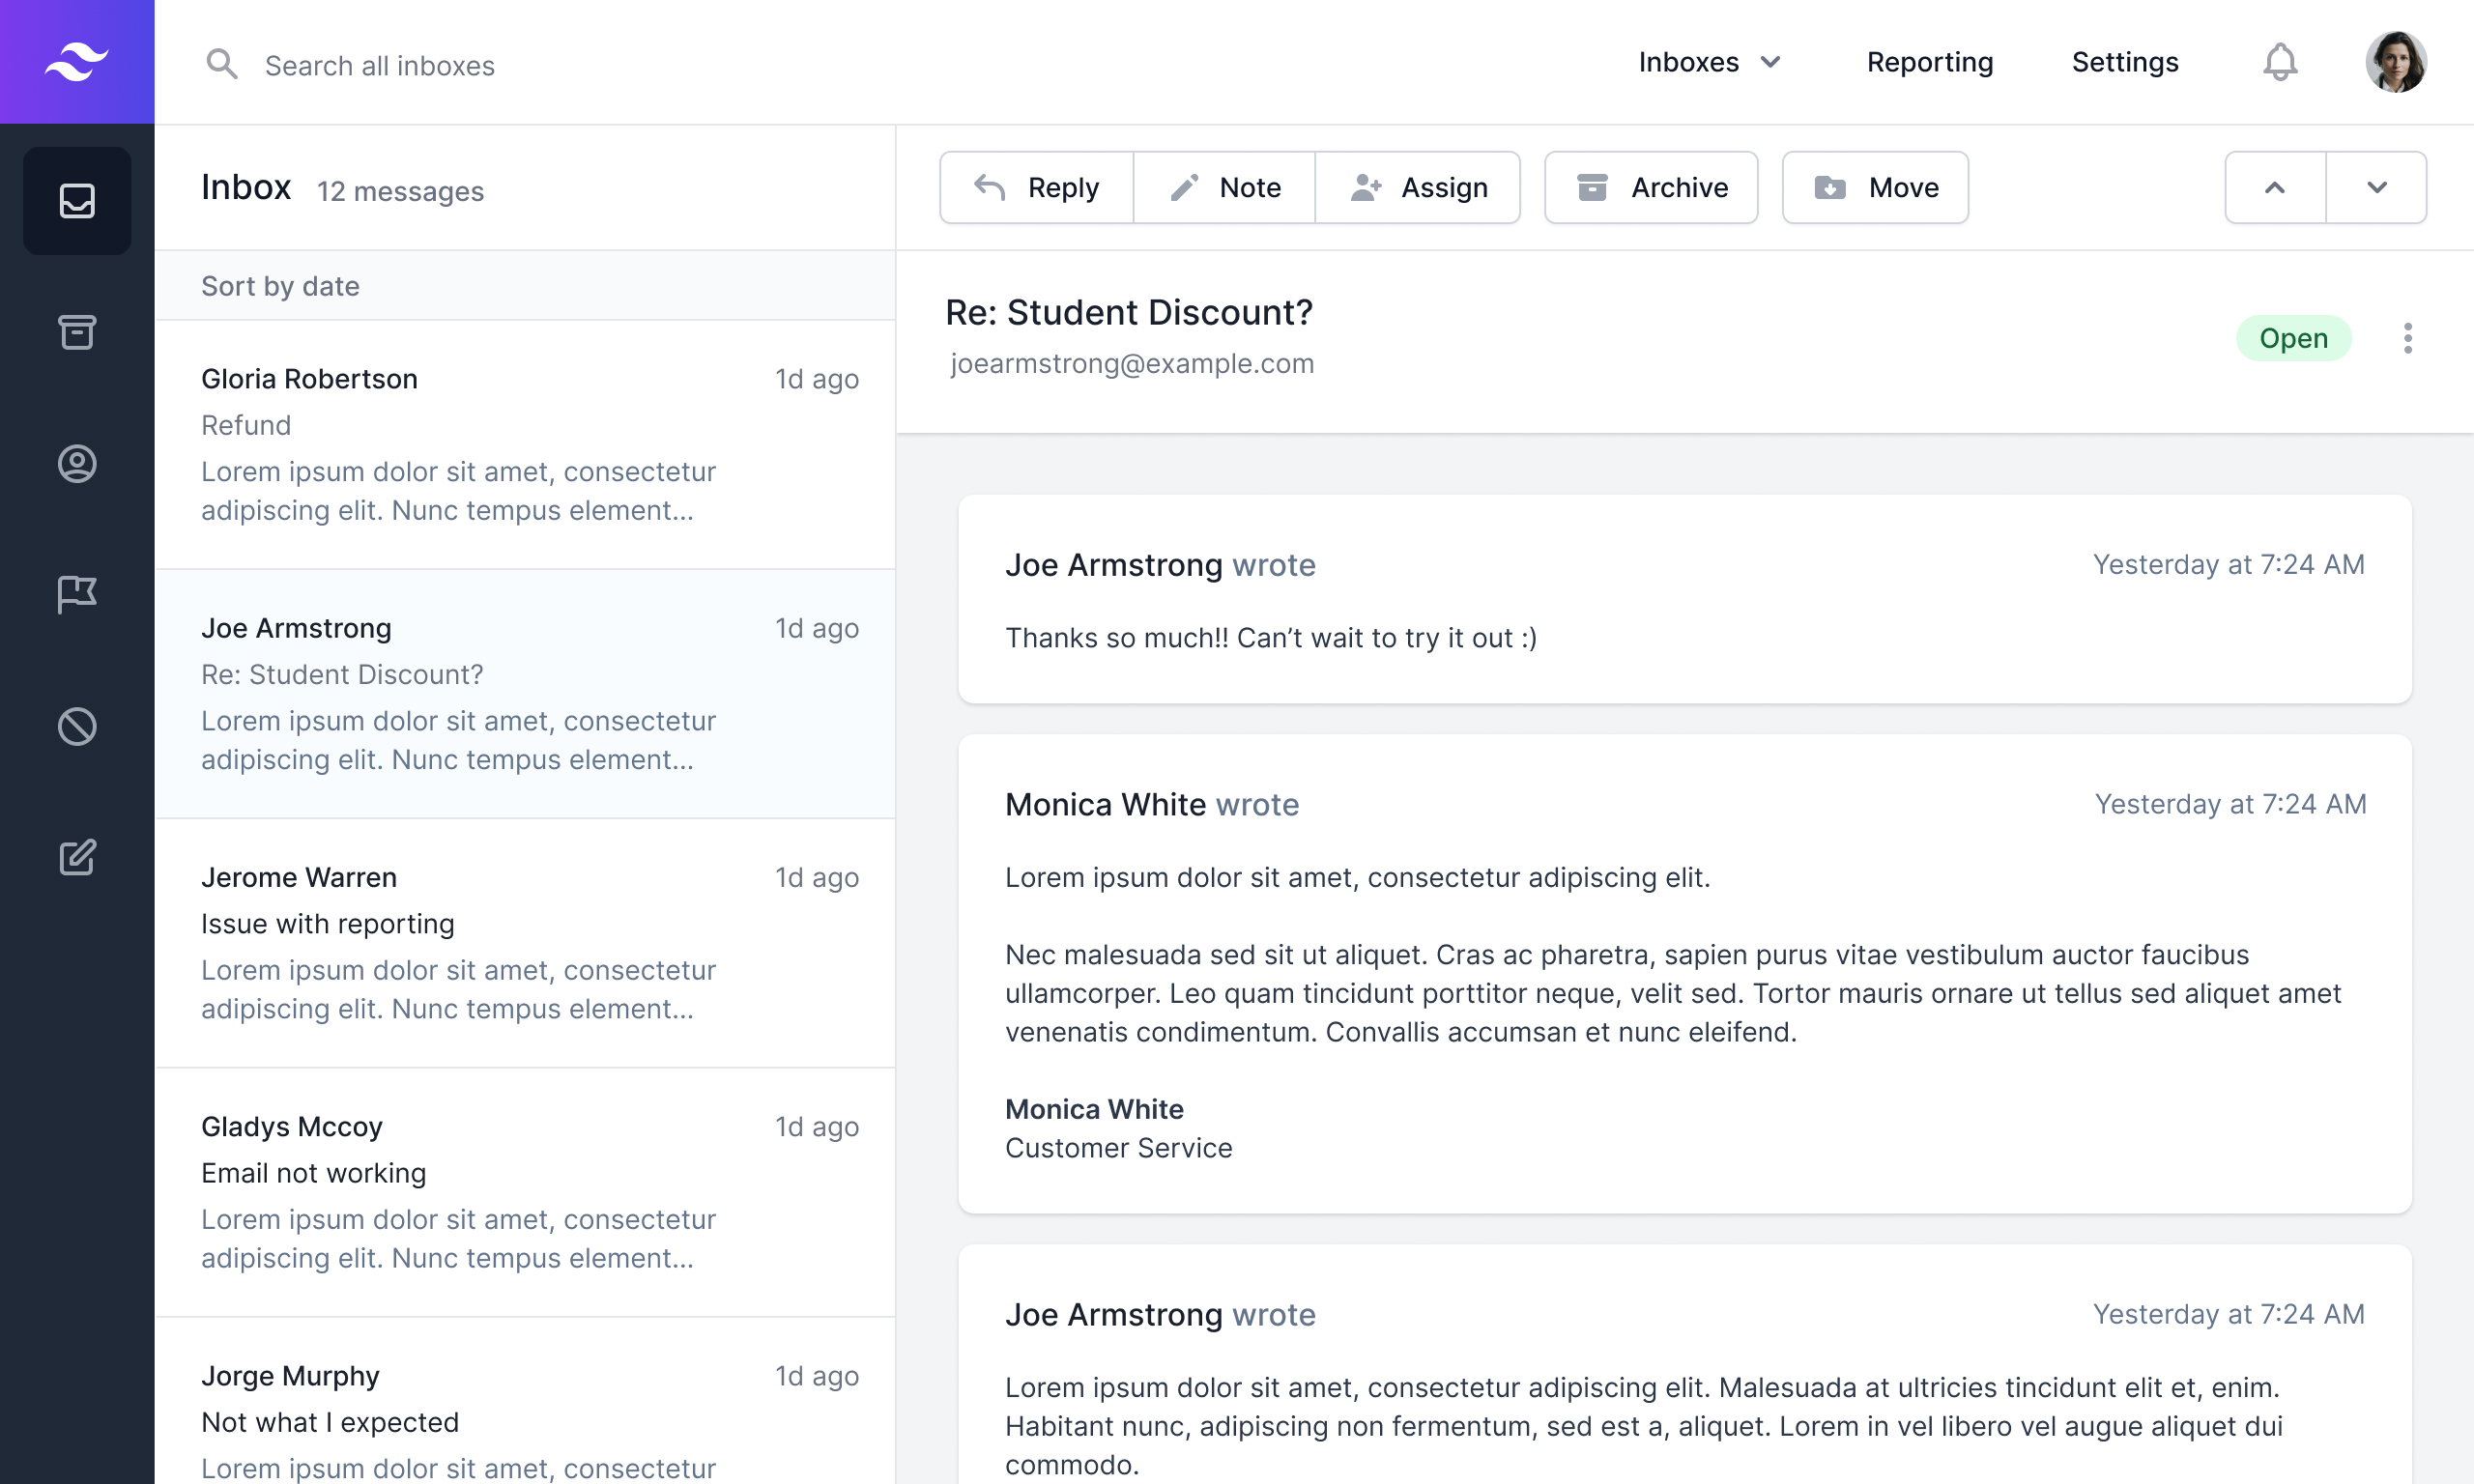 Search all inboxes
Inboxes
Reporting
Settings
Inbox 12 messages
Sort by date
Gloria Robertson 1d ago
Refund
Lorem ipsum dolor sit amet, consectetur
adipiscing elit. Nunc tempus element...
Joe Armstrong 1d ago
Re: Student Discount?
Lorem ipsum dolor sit amet, consectetur
adipiscing elit. Nunc tempus element...
Jerome Warren 1d ago
Issue with reporting
Lorem ipsum dolor sit amet, consectetur
adipiscing elit. Nunc tempus element...
Gladys Mccoy 1d ago
Email not working
Lorem ipsum dolor sit amet, consectetur
adipiscing elit. Nunc tempus element...
Jorge Murphy 1d ago
Not what I expected
Lorem ipsum dolor sit amet, consectetur
Reply
Note
Assign
Archive
Move
Re: Student Discount?
joearmstrong@example.com
Open
Joe Armstrong wrote Yesterday at 7:24 AM
Thanks so much!! Can’t wait to try it out :)
Monica White wrote Yesterday at 7:24 AM
Lorem ipsum dolor sit amet, consectetur adipiscing elit.
Nec malesuada sed sit ut aliquet. Cras ac pharetra, sapien purus vitae vestibulum auctor faucibus
ullamcorper. Leo quam tincidunt porttitor neque, velit sed. Tortor mauris ornare ut tellus sed aliquet amet
venenatis condimentum. Convallis accumsan et nunc eleifend.
Monica White
Customer Service
Joe Armstrong wrote Yesterday at 7:24 AM
Lorem ipsum dolor sit amet, consectetur adipiscing elit. Malesuada at ultricies tincidunt elit et, enim.
Habitant nunc, adipiscing non fermentum, sed est a, aliquet. Lorem in vel libero vel augue aliquet dui
commodo.